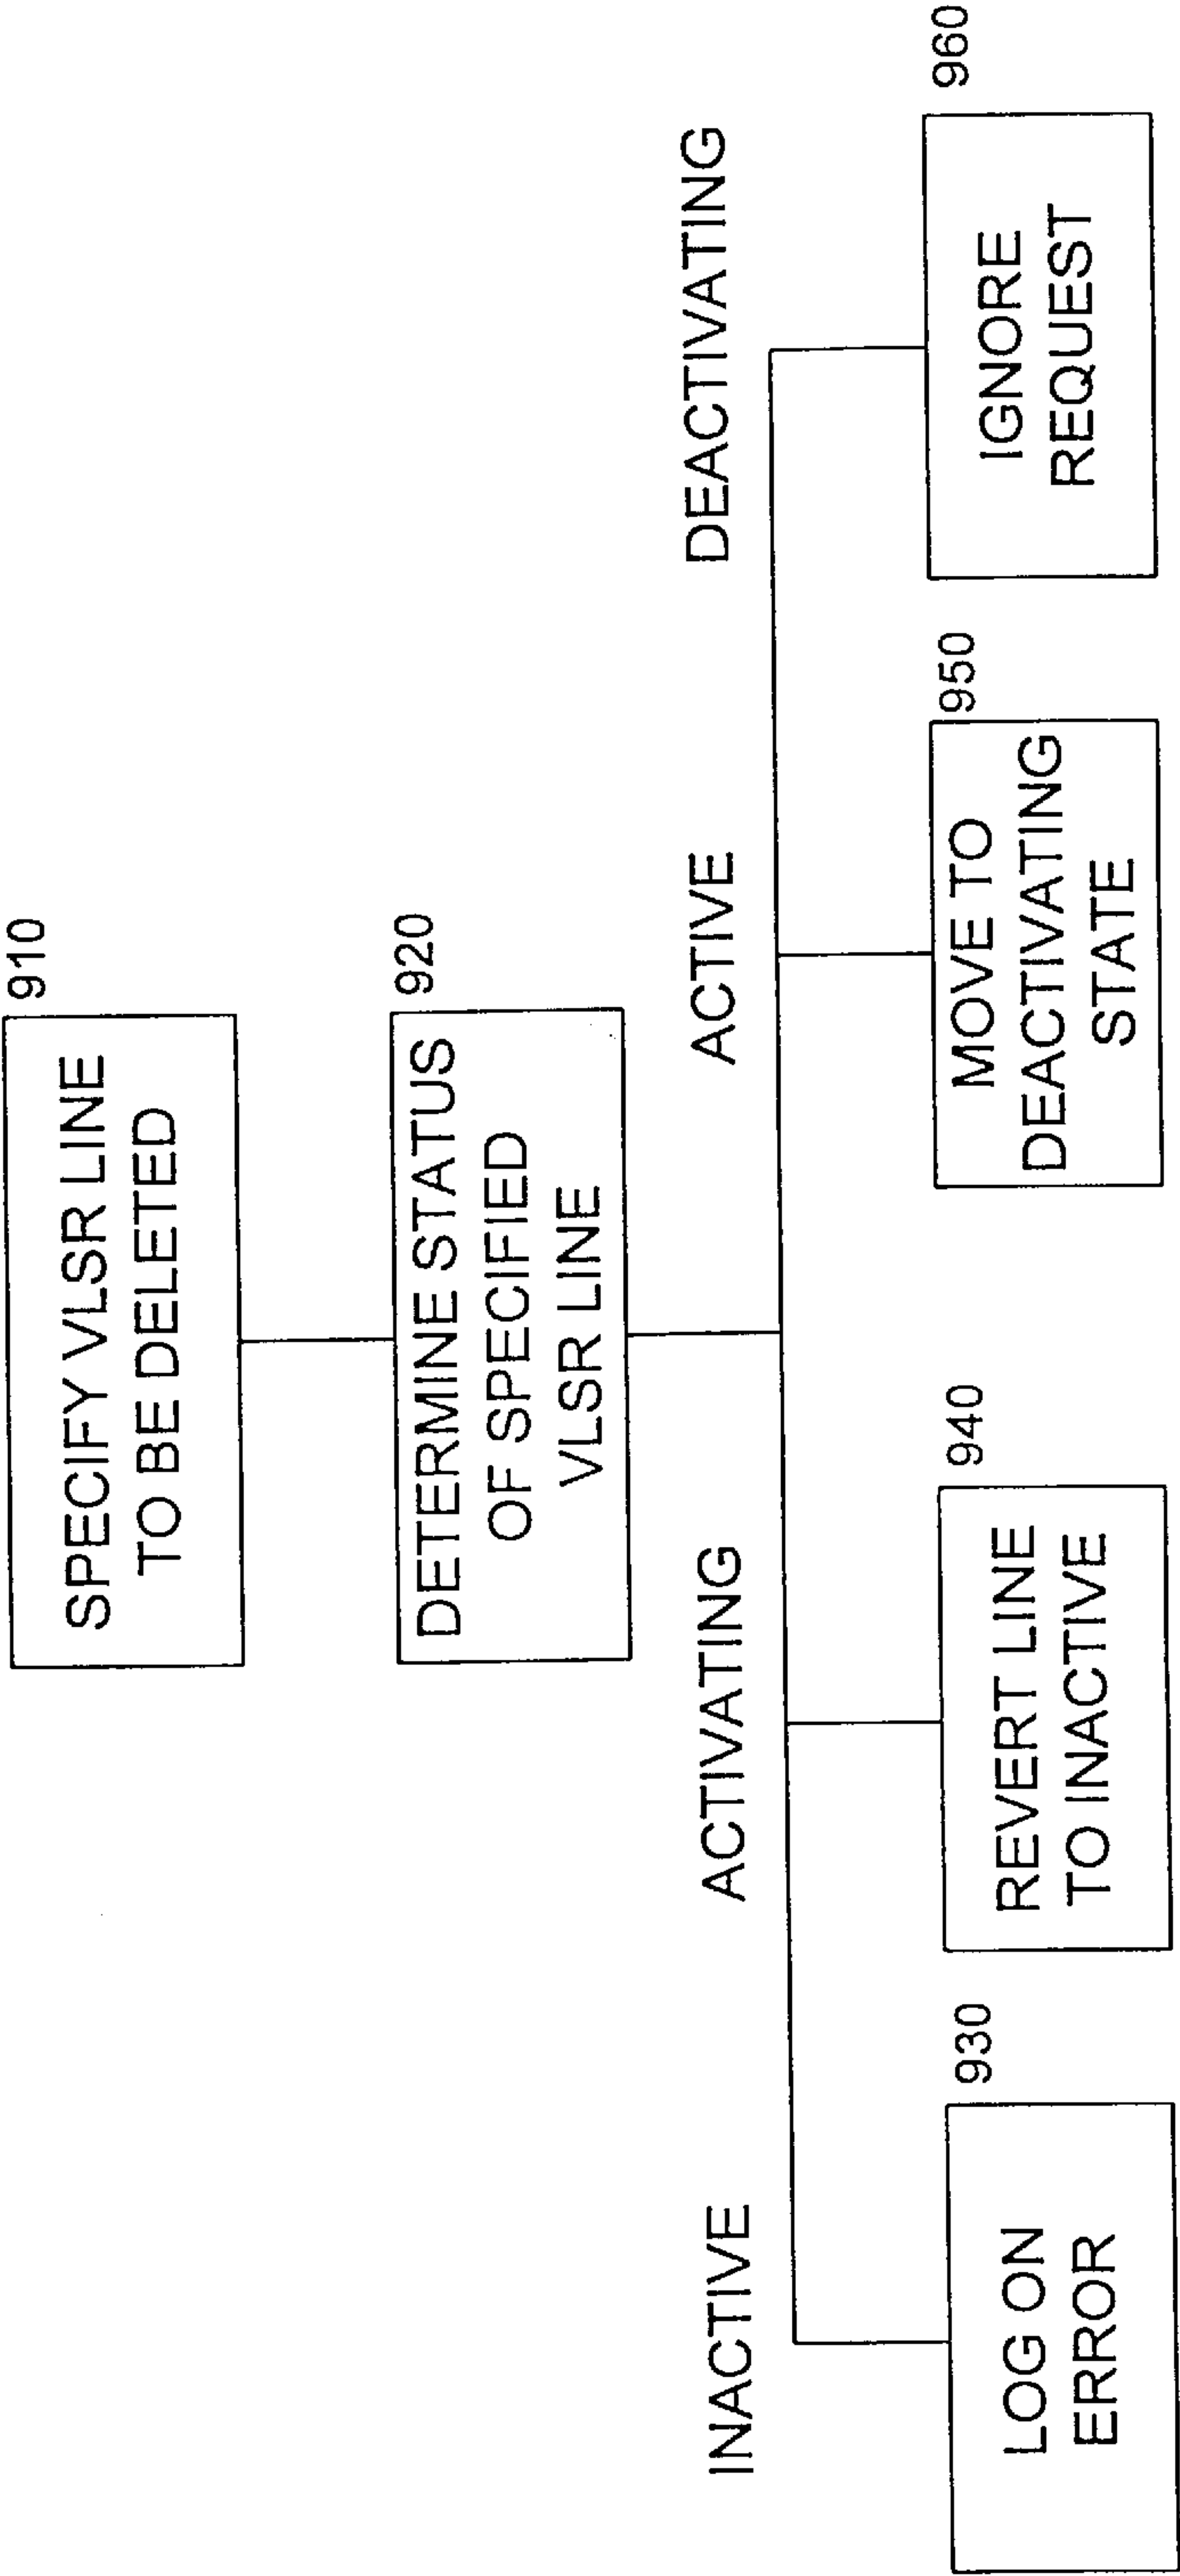 910
SPECIFY VLSR LINE
TO BE DELETED
920
DETERMINE STATUS
OF SPECIFIED
VLSR LINE
INACTIVE
ACTIVATING
ACTIVE
DEACTIVATING
930
LOG ON
ERROR
940
REVERT LINE
TO INACTIVE
950
MOVE TO
DEACTIVATING
STATE
960
IGNORE
REQUEST